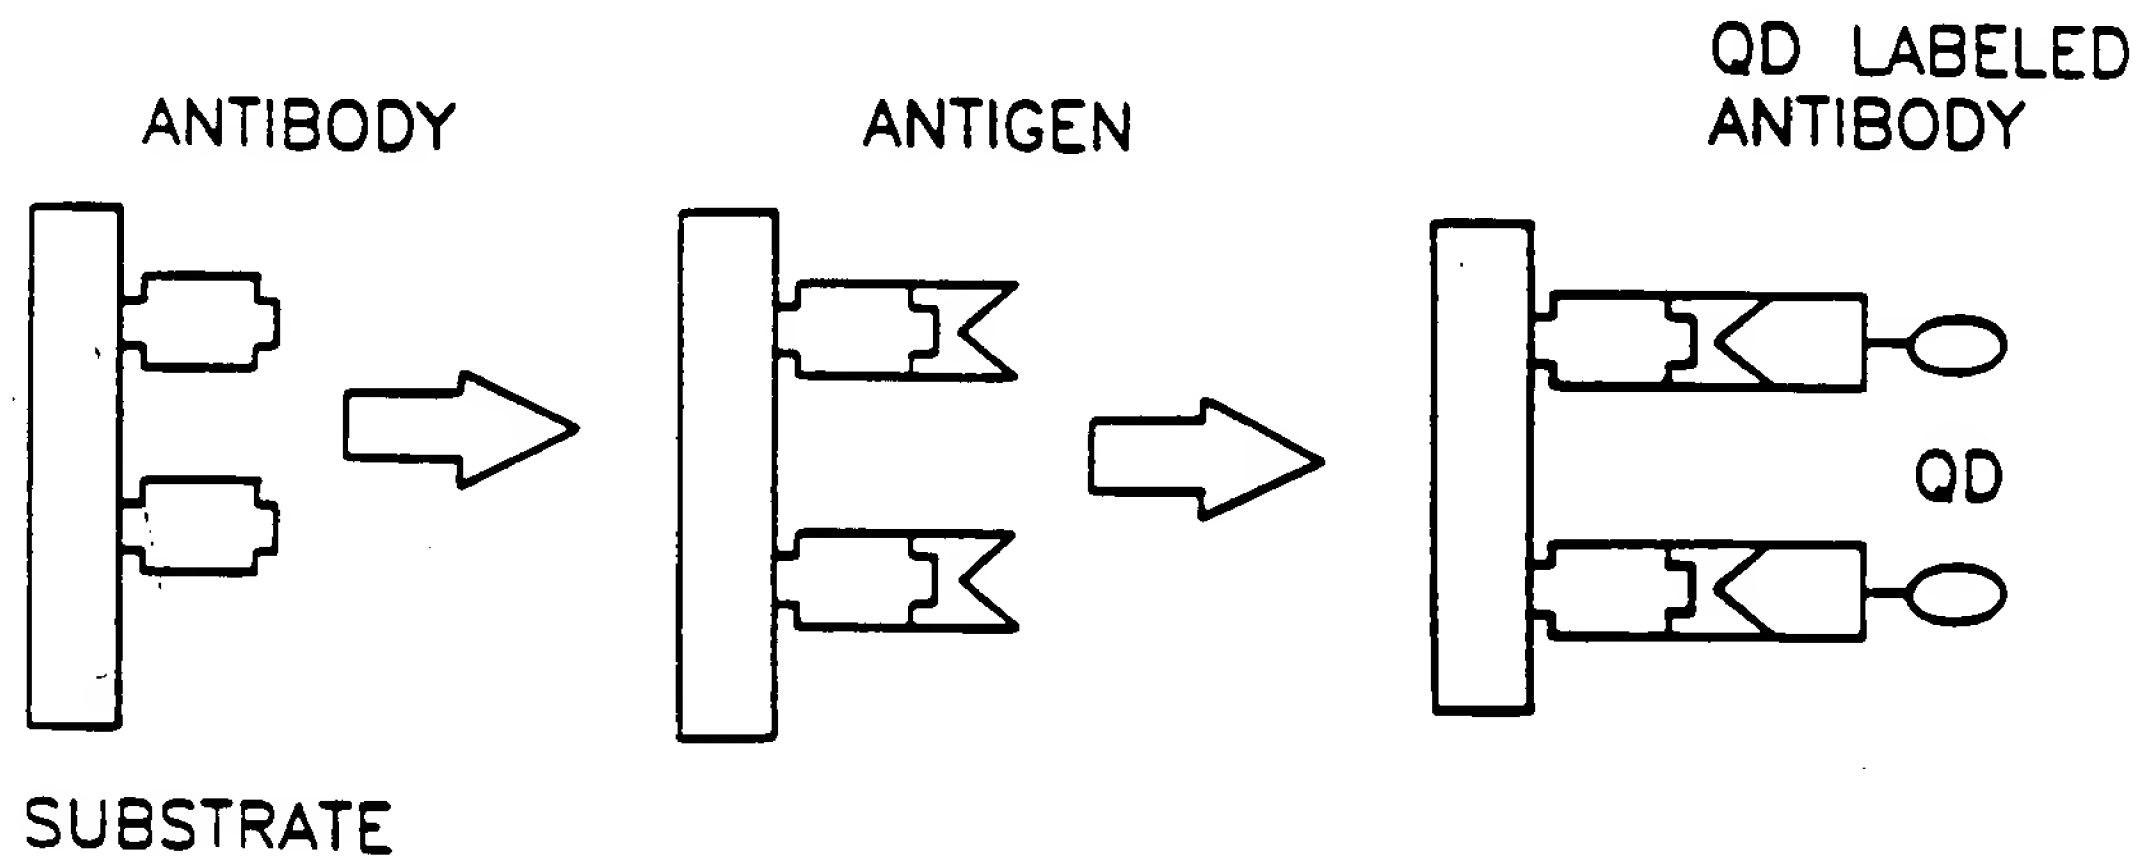 ANTIBODY
ANTIGEN
QD LABELED
ANTIBODY
QD
SUBSTRATE